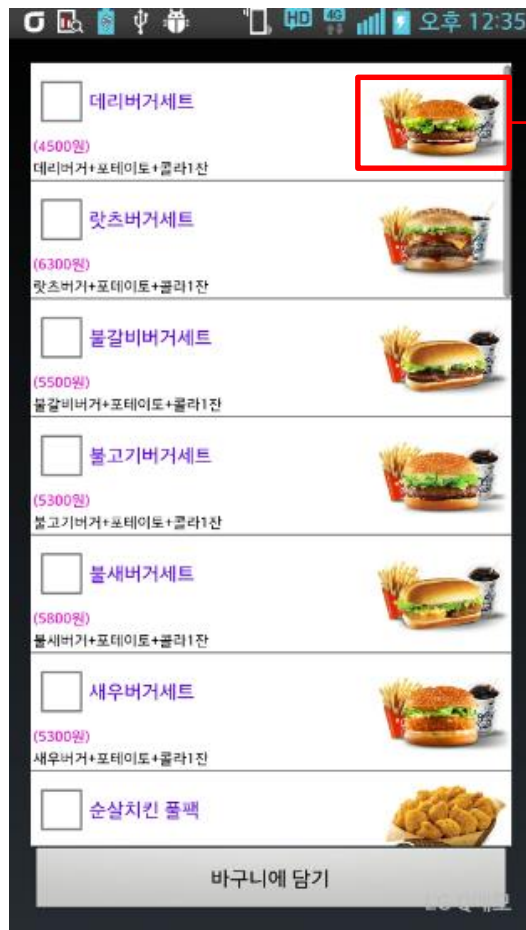 HD 4G 오후 12:35
데리버거세트
(4500원)
데리버거+포테이토+콜라1잔
랏츠버거세트
(6300원)
랏츠버거+포테이토+콜라1잔
불갈비버거세트
(5500원)
불갈비버거+포테이토+콜라1잔
불고기버거세트
(5300원)
불고기버거+포테이토+콜라1잔
불새버거세트
(5800원)
불새버거+포테이토+콜라1잔
새우버거세트
(5300원)
새우버거+포테이토+콜라1잔
순살치킨 풀팩
바구니에 담기